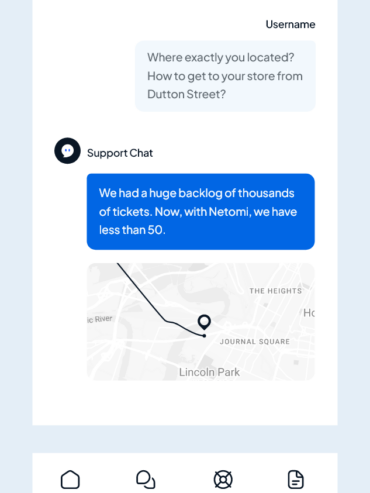 Username
Where exactly you located?
How to get to your store from
Dutton Street?
Support Chat
We had a huge backlog of thousands
of tickets. Now, with Netomi, we have
less than 50.
THE HEIGHTS
ic River
JOURNAL SQUARE
Lincoln Park